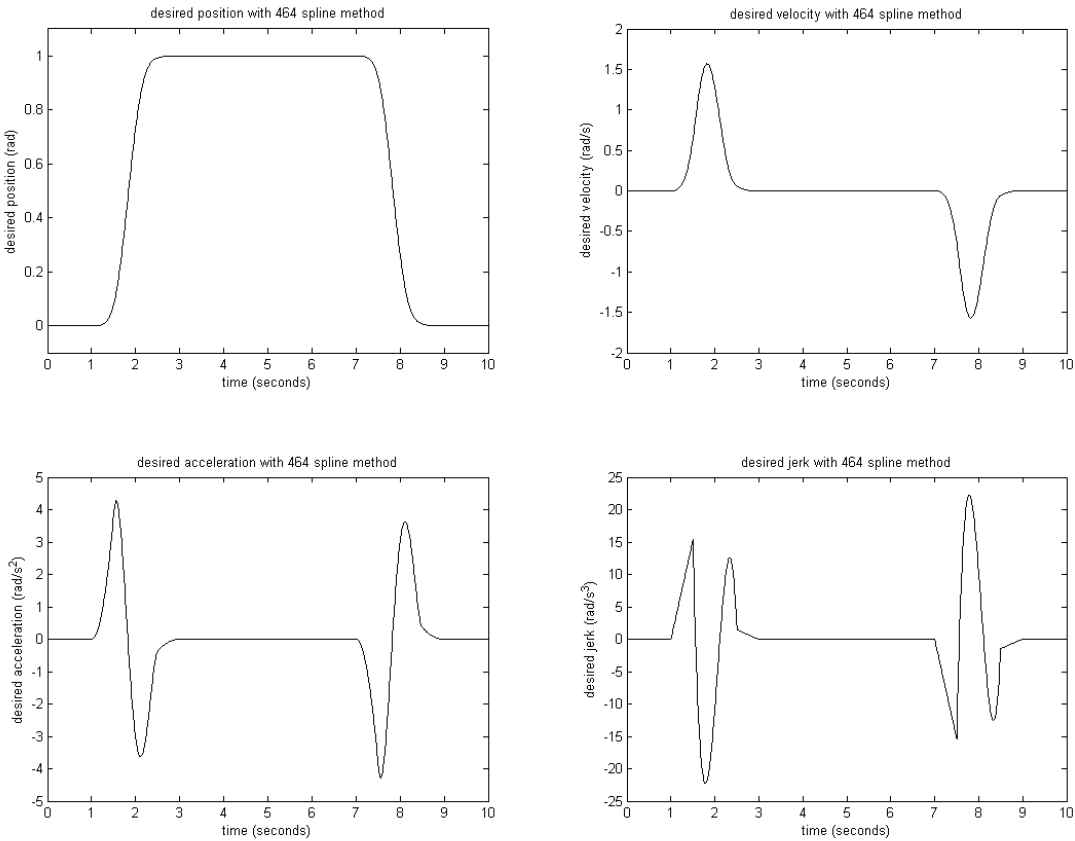 desired position with 464 spline method
desired position (rad)
1
0.8
0.6
0.4
0.2
0
0 1 2 3 4 5 6 7 8 9 10
time (seconds)
desired velocity with 464 spline method
desired velocity (rad/s)
2
1.5
1
0.5
0
-0.5
-1
-1.5
-2
0 1 2 3 4 5 6 7 8 9 10
time (seconds)
desired acceleration with 464 spline method
desired acceleration (rad/s²)
5
4
3
2
1
0
-1
-2
-3
-4
-5
0 1 2 3 4 5 6 7 8 9 10
time (seconds)
desired jerk with 464 spline method
desired jerk (rad/s³)
25
20
15
10
5
0
-5
-10
-15
-20
-25
0 1 2 3 4 5 6 7 8 9 10
time (seconds)